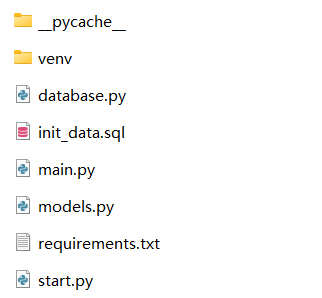 __pycache__
venv
database.py
init_data.sql
main.py
models.py
requirements.txt
start.py